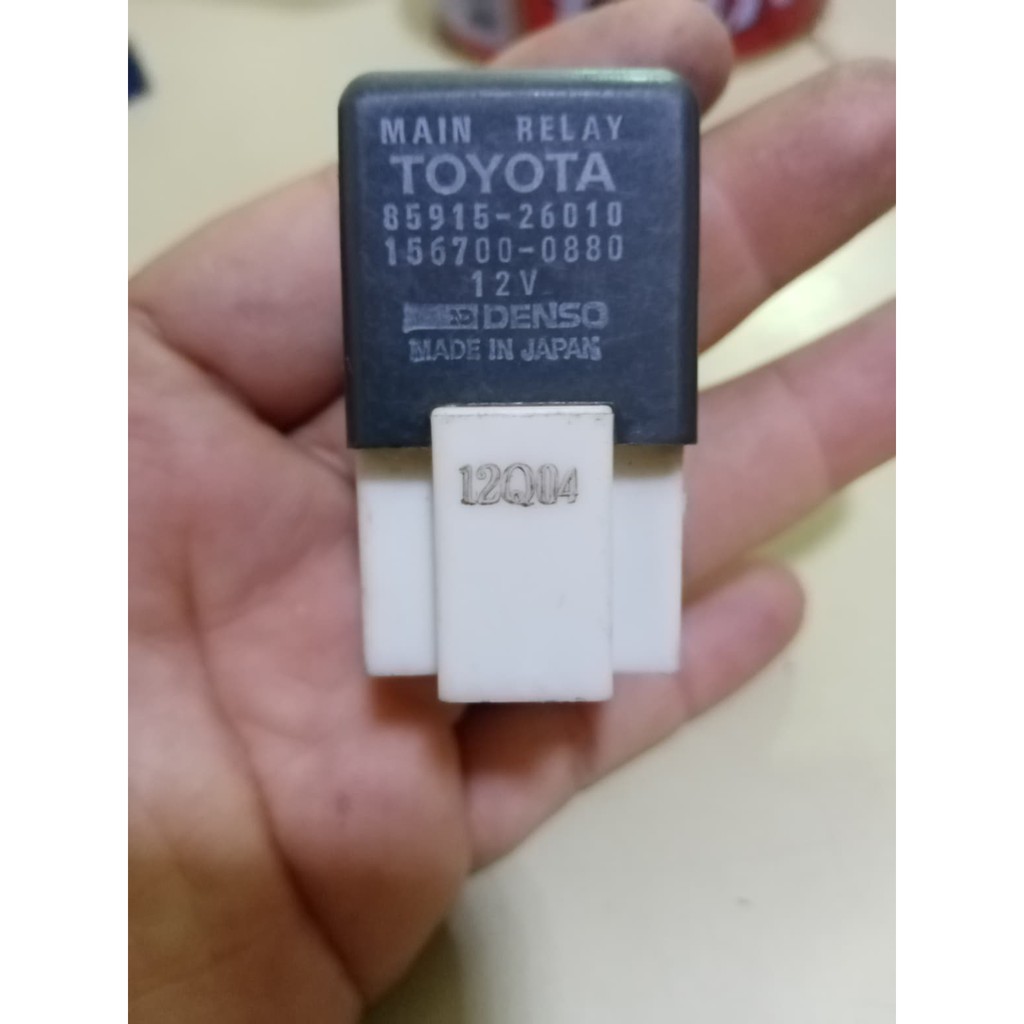 MAIN RELAY
TOYOTA
85915-26010
156700-0880
12V
DENSO
MADE IN JAPAN
12Q04